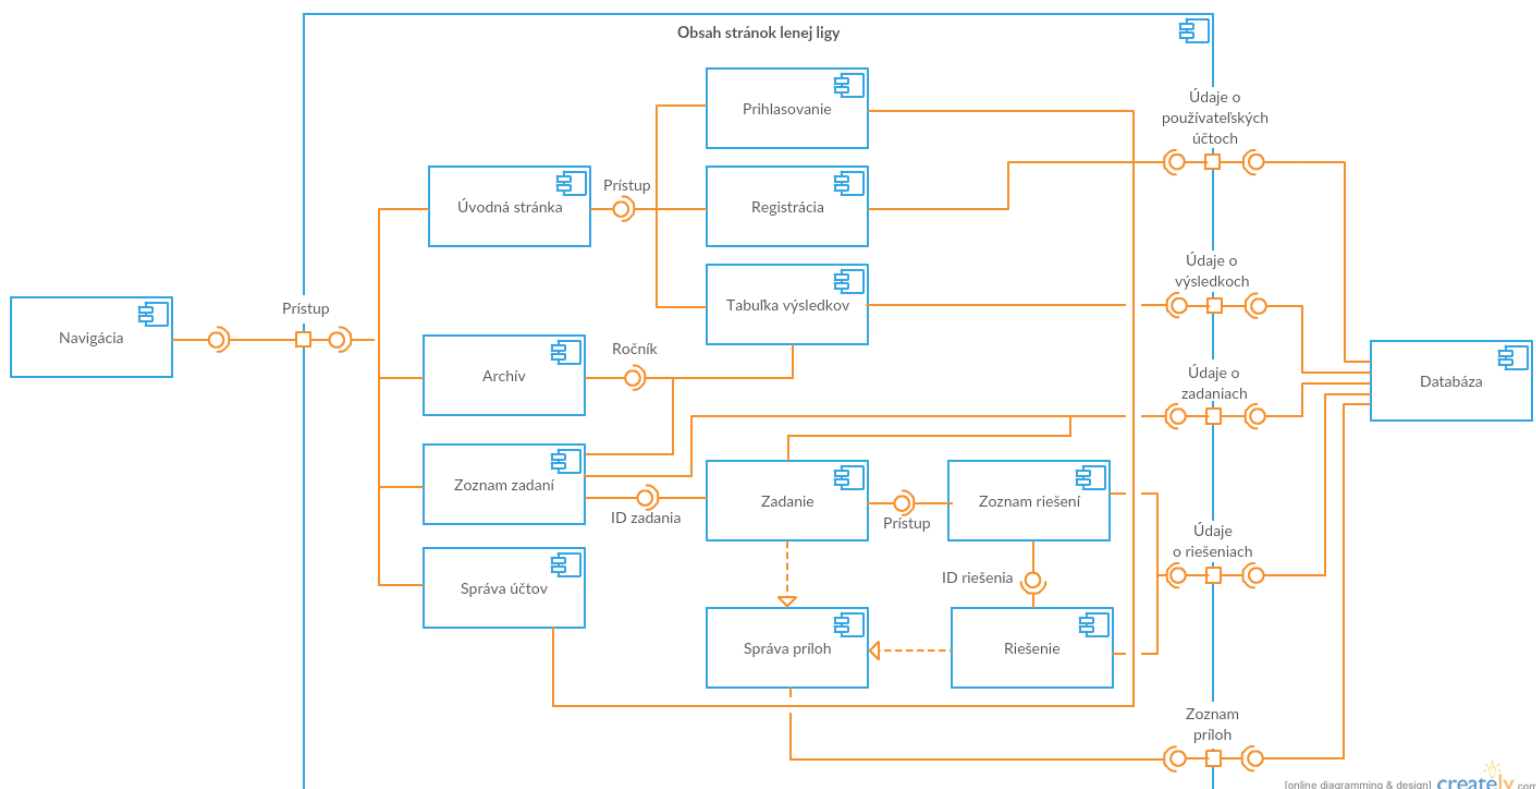 Obsah stránok lenej ligy
Prihlasovanie
Údaje o
používateľských
účtoch
Úvodná stránka
Prístup
Registrácia
Údaje o
výsledkoch
Navigácia
Prístup
Tabuľka výsledkov
Archív
Ročník
Údaje o
zadaniach
Databáza
Zoznam zadaní
ID zadania
Zadanie
Prístup
Zoznam riešení
Údaje
o riešeniach
Správa účtov
ID riešenia
Správa príloh
Riešenie
Zoznam
príloh
[online diagramming & design] creately.com